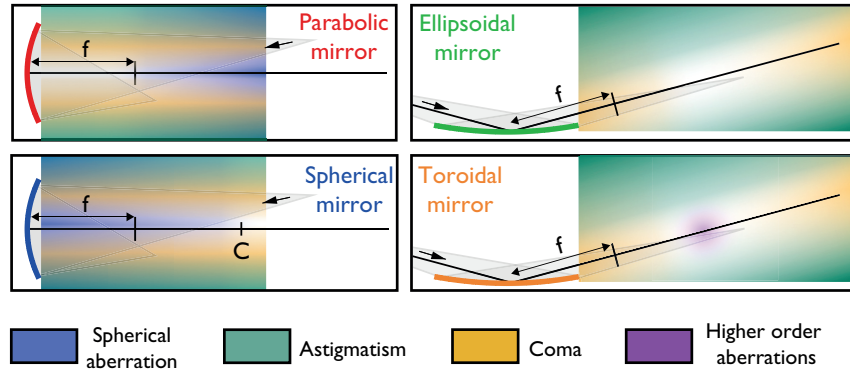 Parabolic
mirror
f
Ellipsoidal
mirror
f
Spherical
mirror
f
C
Toroidal
mirror
f
Spherical
aberration
Astigmatism
Coma
Higher order
aberrations